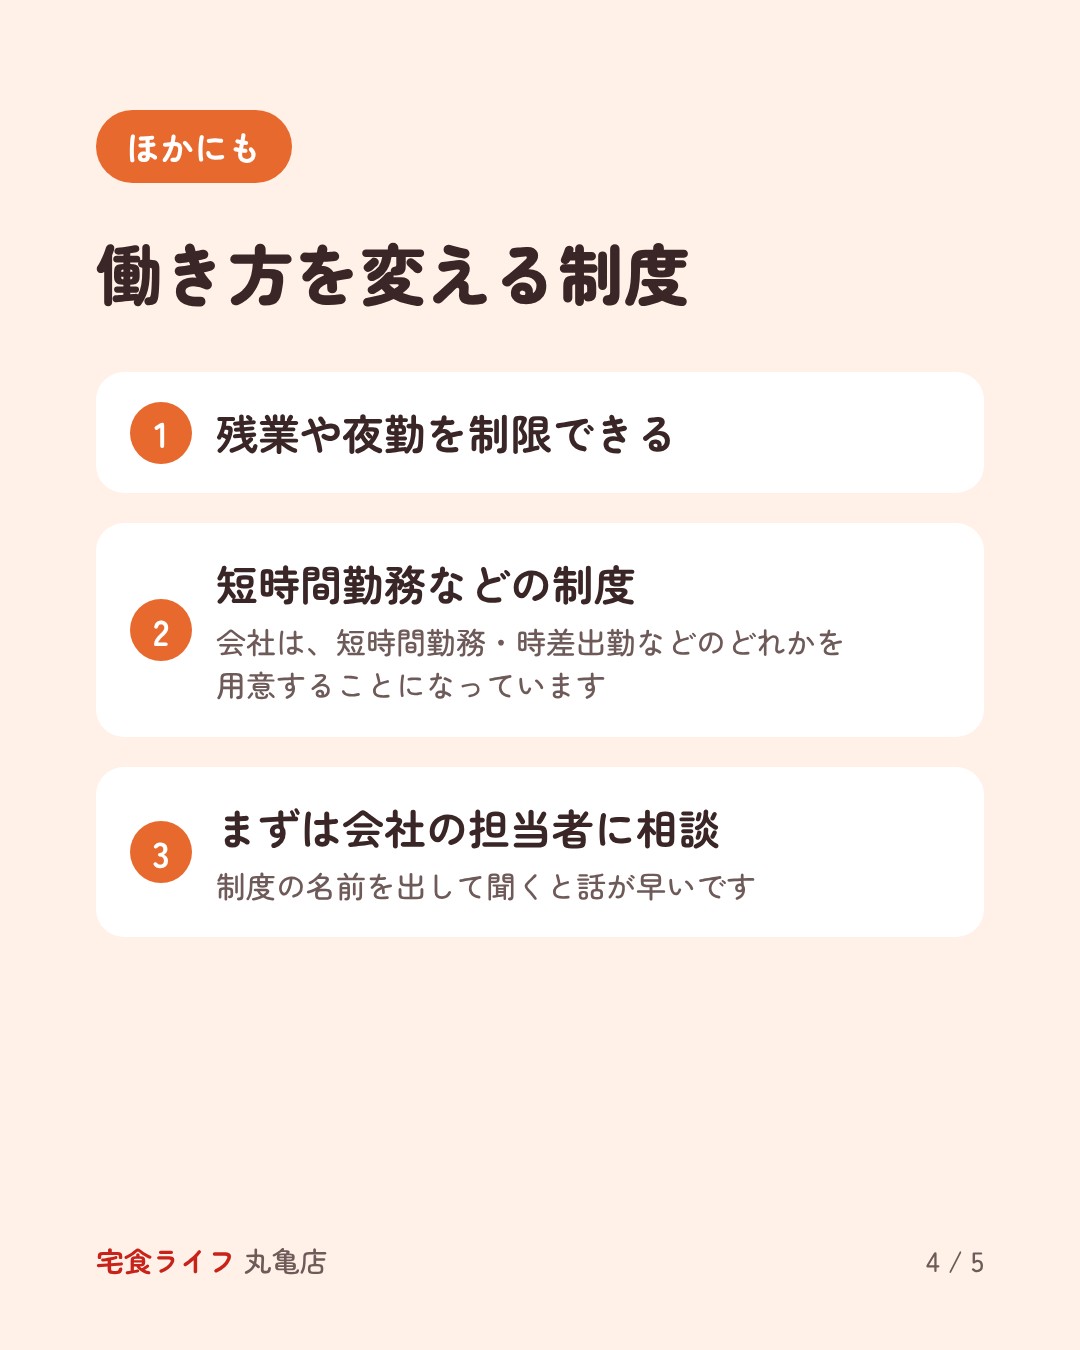 ほかにも
働き方を変える制度
1 残業や夜勤を制限できる
2 短時間勤務などの制度
会社は、短時間勤務・時差出勤などのどれかを
用意することになっています
3 まずは会社の担当者に相談
制度の名前を出して聞くと話が早いです
宅食ライフ 丸亀店
4 / 5